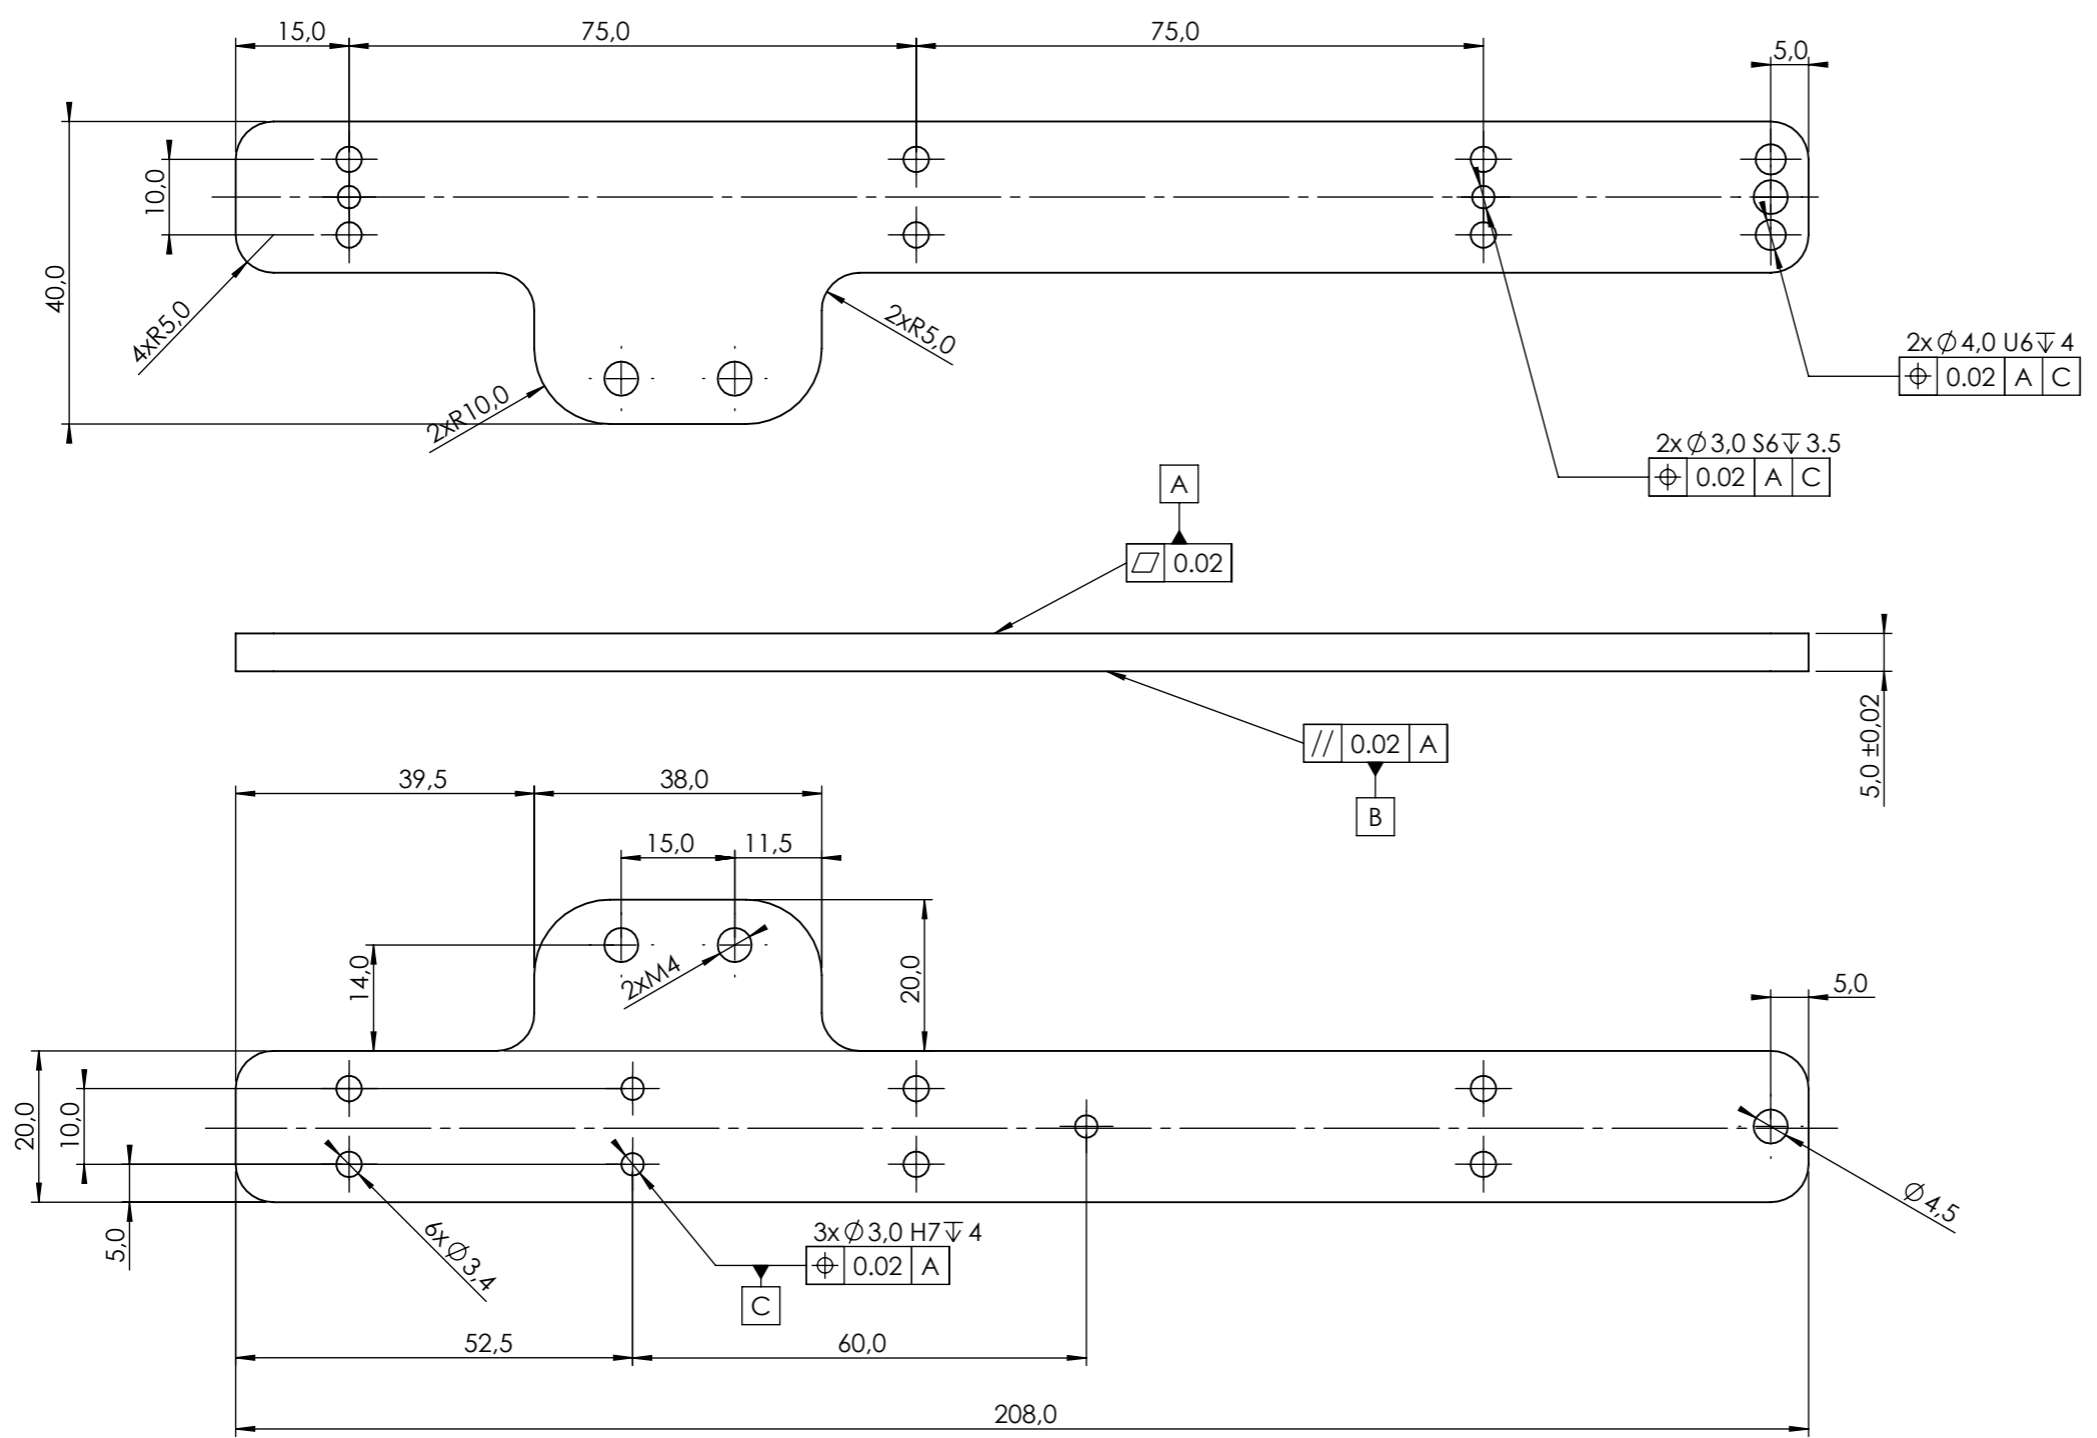 15,0
75,0
75,0
5,0
40,0
10,0
4xR5,0
2xR10,0
2xR5,0
2x⌀4,0 U6↧4
⌖ 0.02 A C
2x⌀3,0 S6↧3.5
⌖ 0.02 A C
A
⏥ 0.02
// 0.02 A
B
5,0 ±0,02
39,5
38,0
15,0
11,5
14,0
2xM4
20,0
5,0
20,0
10,0
5,0
6x⌀3,4
3x⌀3,0 H7↧4
⌖ 0.02 A
C
⌀4,5
52,5
60,0
208,0